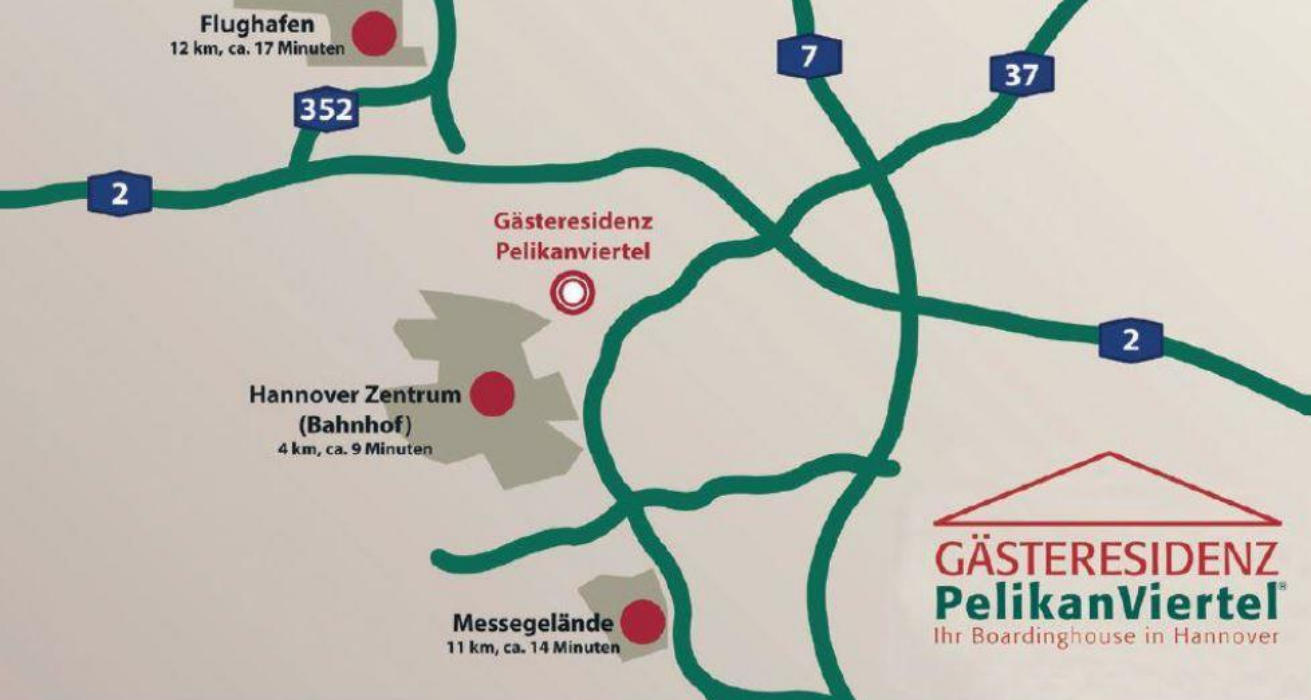 Flughafen
12 km, ca. 17 Minuten
7
37
352
2
Gästeresidenz
Pelikanviertel
2
Hannover Zentrum
(Bahnhof)
4 km, ca. 9 Minuten
GÄSTERESIDENZ
PelikanViertel®
Ihr Boardinghouse in Hannover
Messegelände
11 km, ca. 14 Minuten